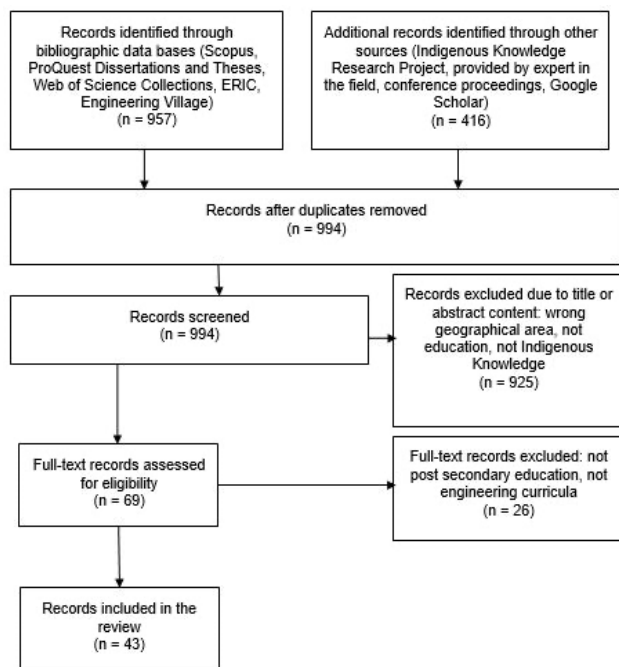 Records identified through
bibliographic data bases (Scopus,
ProQuest Dissertations and Theses,
Web of Science Collections, ERIC,
Engineering Village)
(n = 957)
Additional records identified through other
sources (Indigenous Knowledge
Research Project, provided by expert in
the field, conference proceedings, Google
Scholar)
(n = 416)
Records after duplicates removed
(n = 994)
Records screened
(n = 994)
Records excluded due to title or
abstract content: wrong
geographical area, not
education, not Indigenous
Knowledge
(n = 925)
Full-text records assessed
for eligibility
(n = 69)
Full-text records excluded: not
post secondary education, not
engineering curricula
(n = 26)
Records included in the
review
(n = 43)